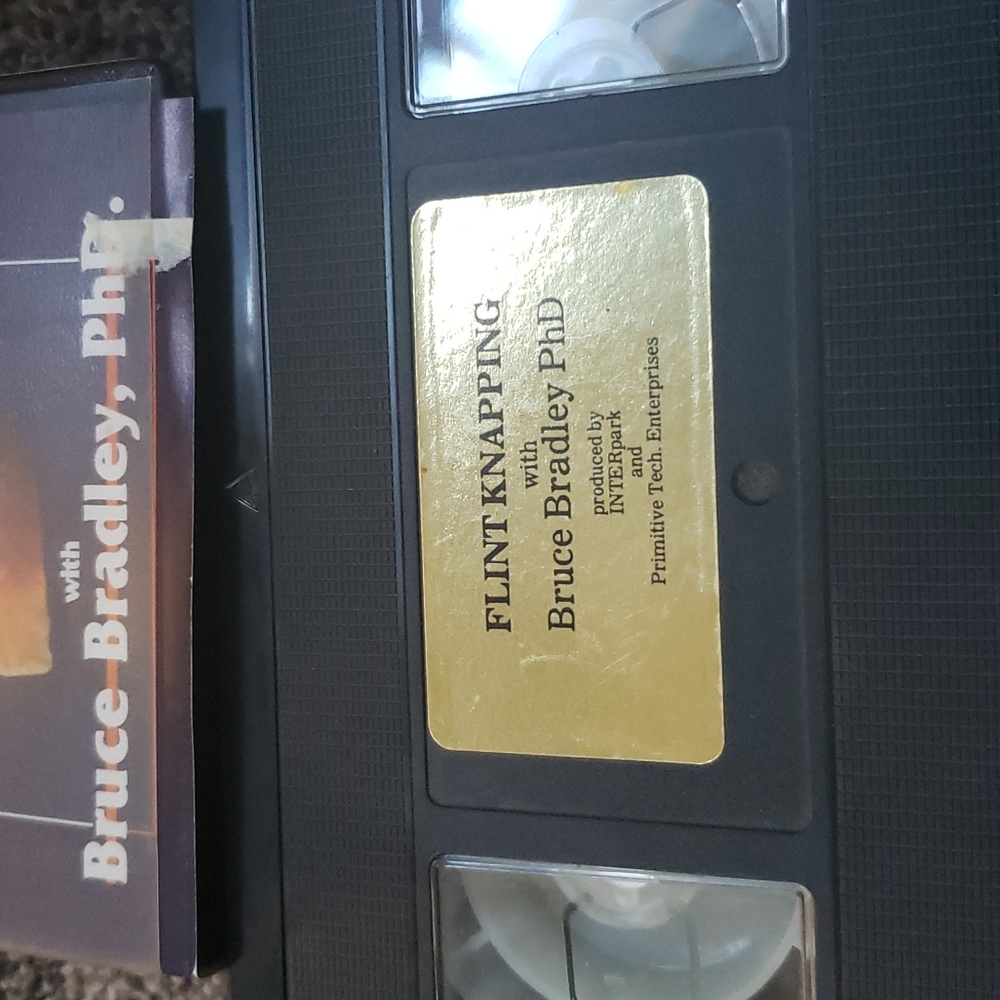 with
Bruce Bradley, PhD.
FLINT KNAPPING
with
Bruce Bradley PhD
produced by
INTERpark
and
Primitive Tech. Enterprises